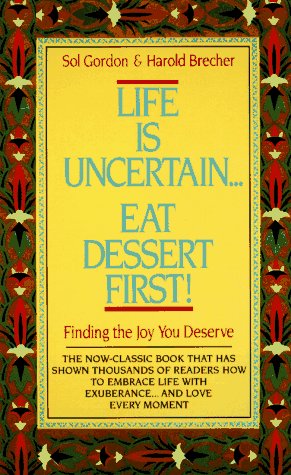 Sol Gordon & Harold Brecher
LIFE
IS
UNCERTAIN...
EAT
DESSERT
FIRST!
Finding the Joy You Deserve
THE NOW-CLASSIC BOOK THAT HAS
SHOWN THOUSANDS OF READERS HOW
TO EMBRACE LIFE WITH
EXUBERANCE... AND LOVE
EVERY MOMENT